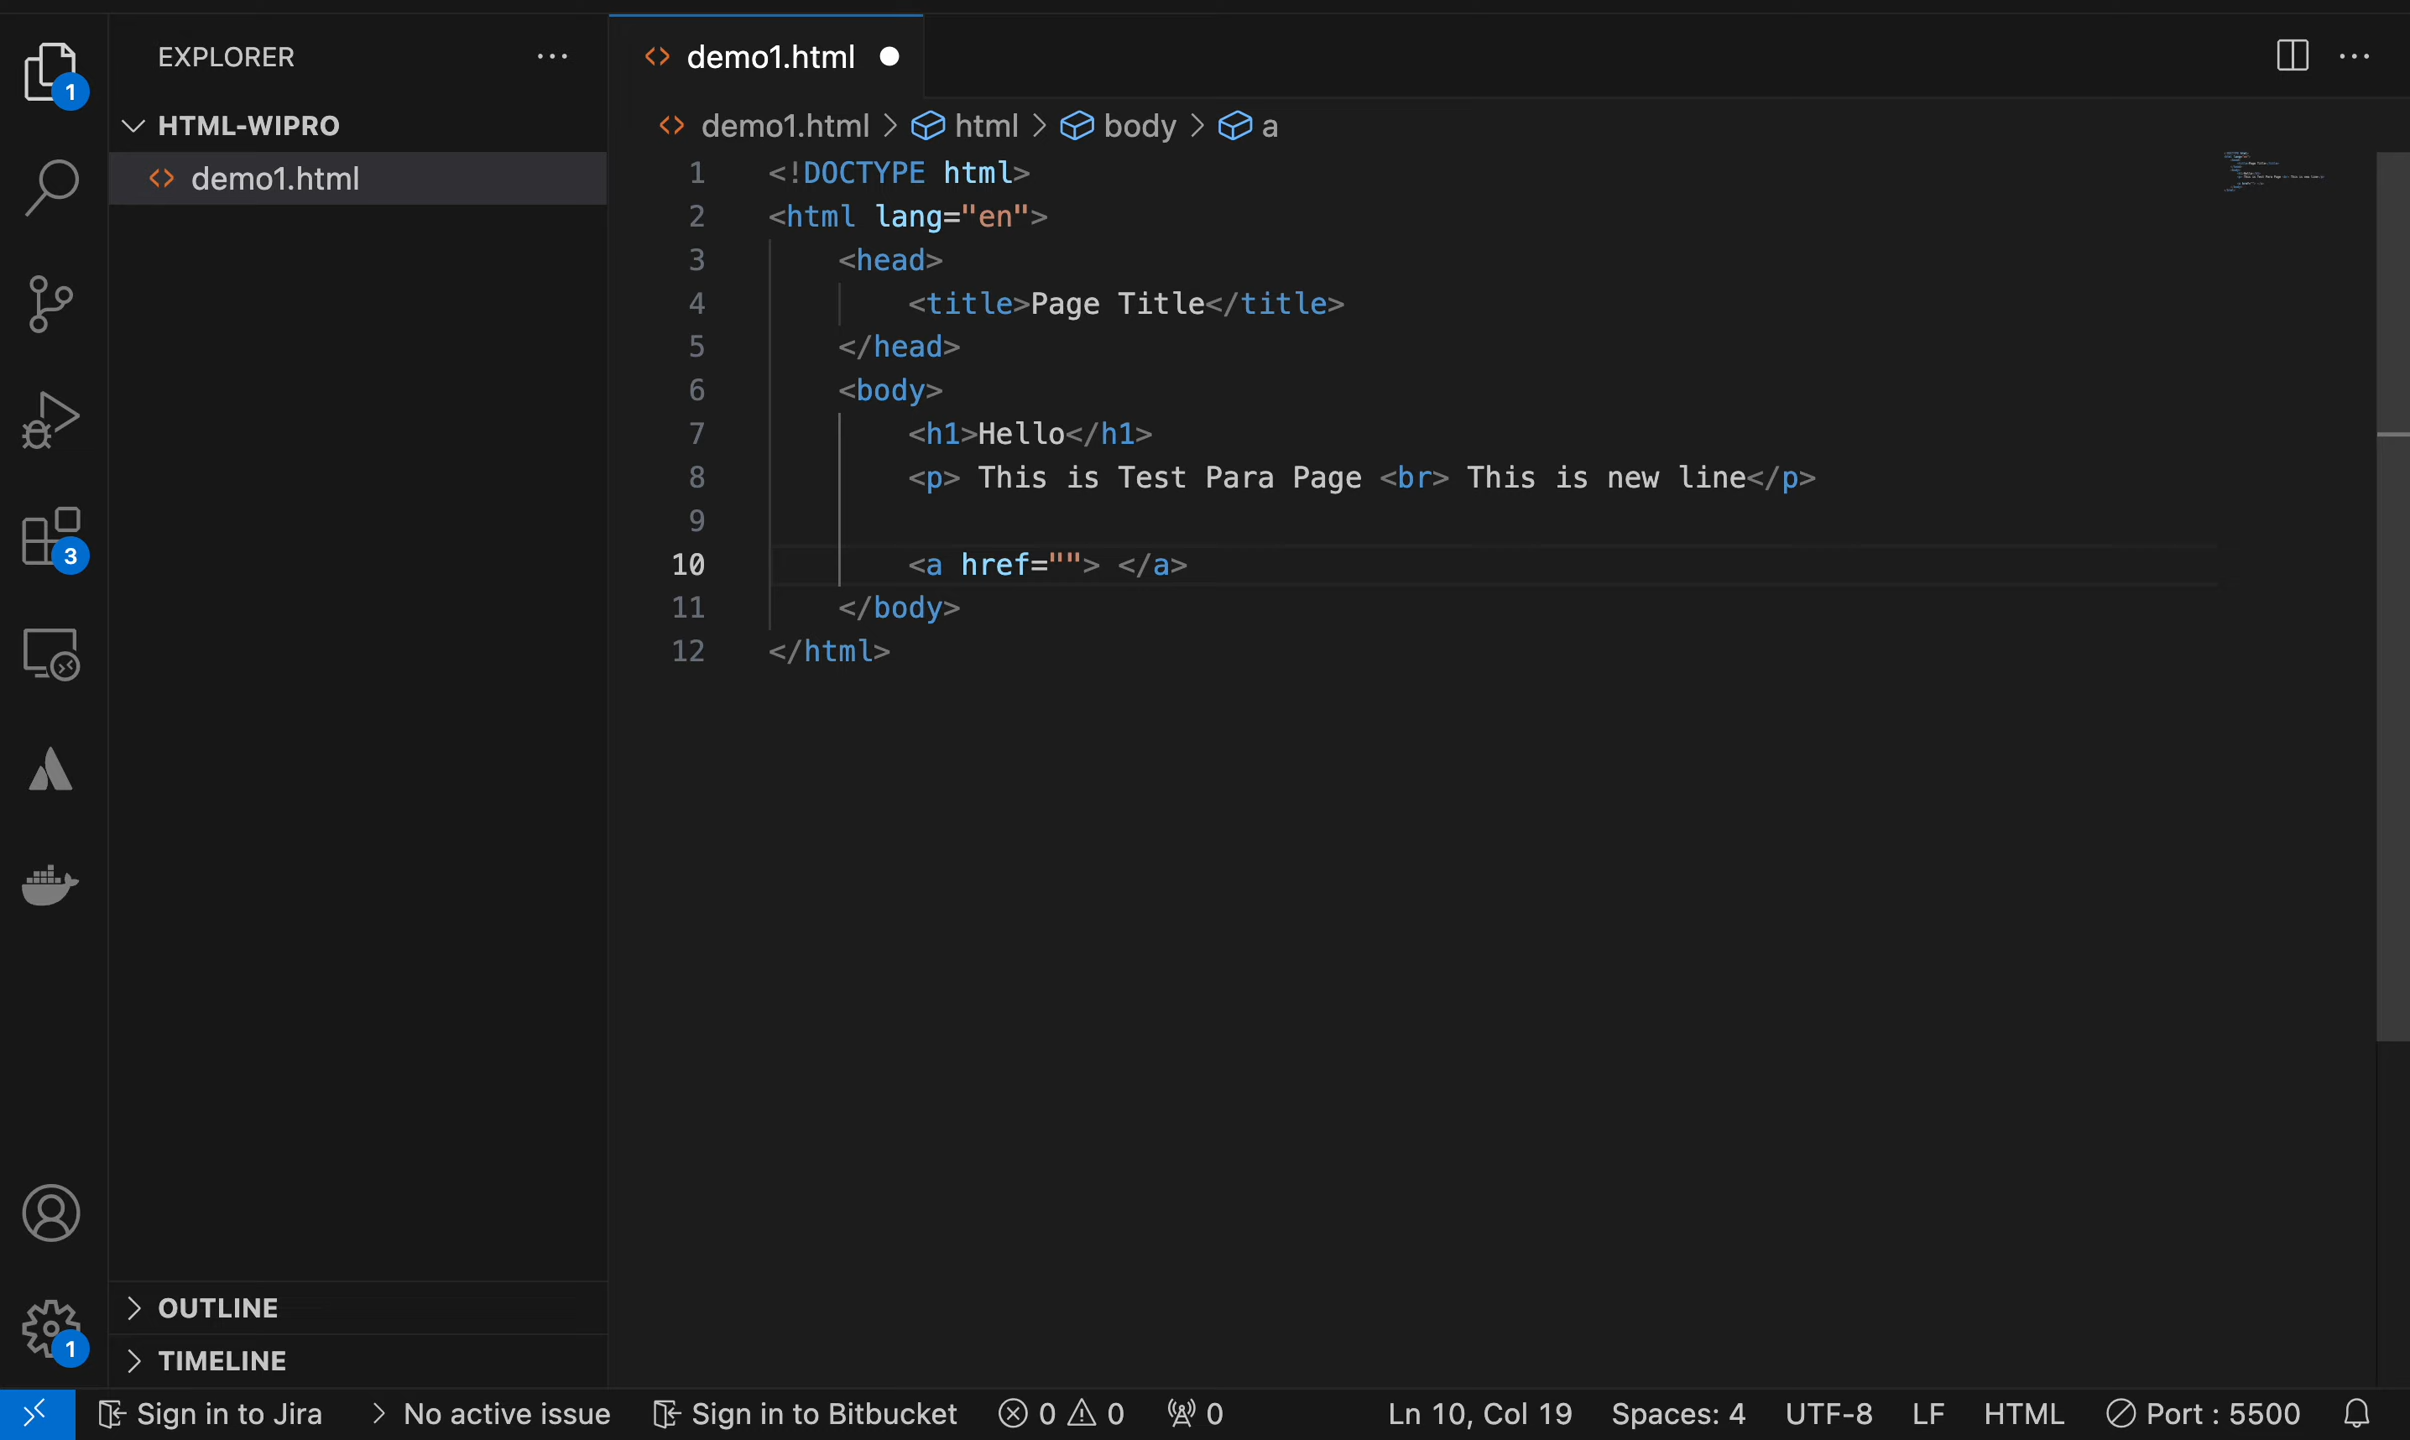 EXPLORER
HTML-WIPRO
demo1.html
demo1.html
demo1.html > html > body > a
1 <!DOCTYPE html>
2 <html lang="en">
3     <head>
4         <title>Page Title</title>
5     </head>
6     <body>
7         <h1>Hello</h1>
8         <p> This is Test Para Page <br> This is new line</p>
9
10         <a href=""> </a>
11     </body>
12 </html>
1
3
1
OUTLINE
TIMELINE
Sign in to Jira > No active issue Sign in to Bitbucket 0 0 0 Ln 10, Col 19 Spaces: 4 UTF-8 LF HTML Port : 5500